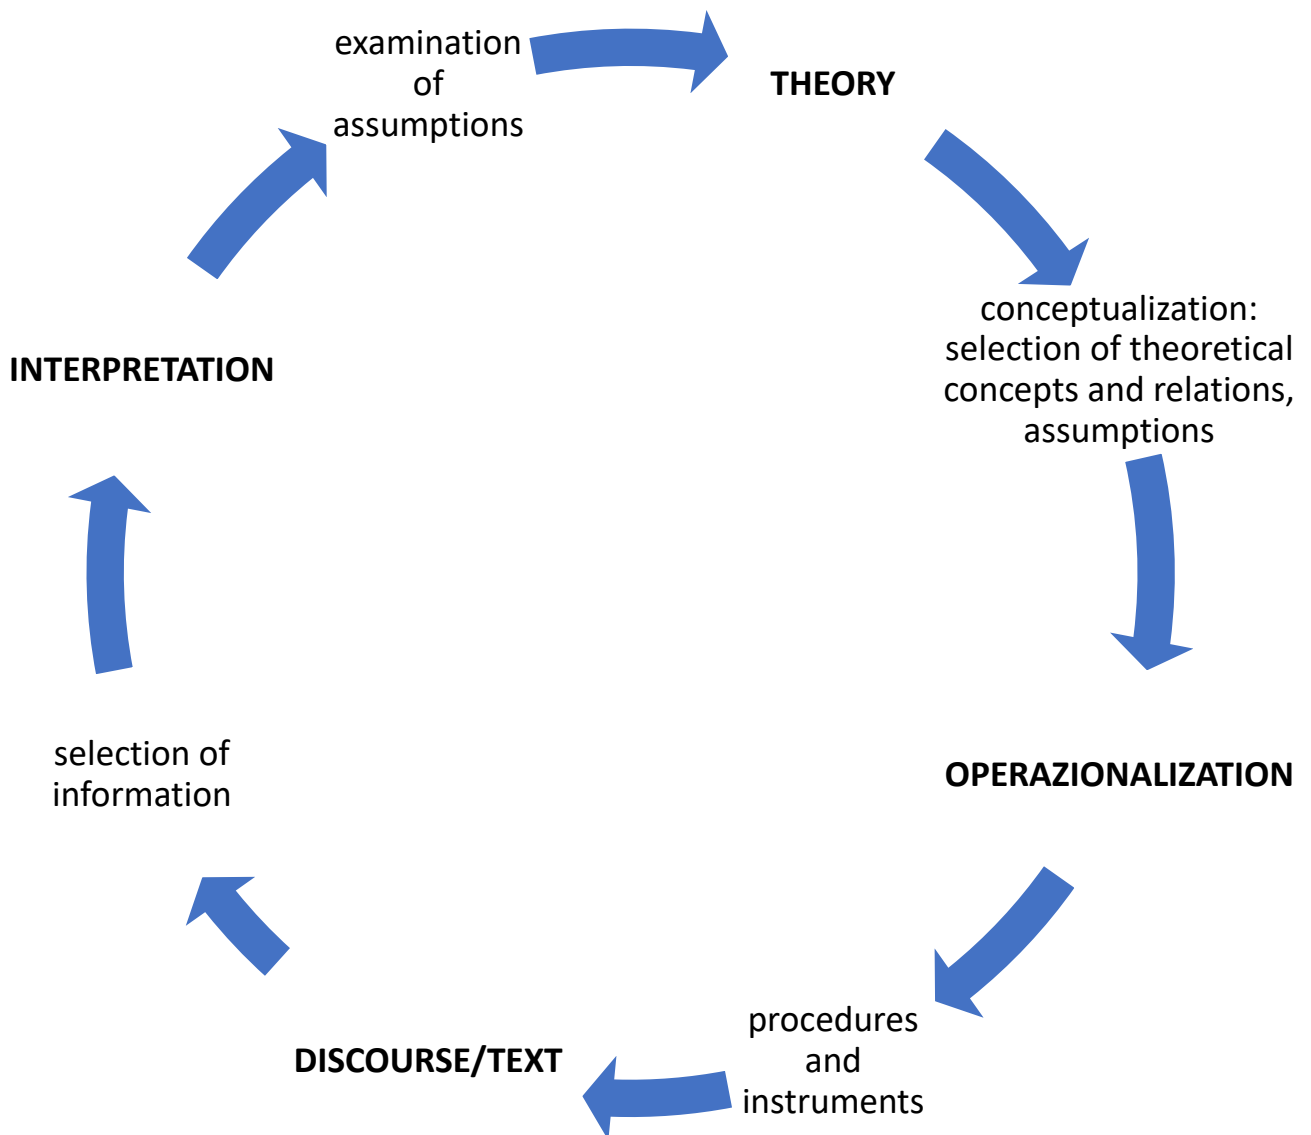 examination
of
assumptions
THEORY
conceptualization:
selection of theoretical
concepts and relations,
assumptions
OPERAZIONALIZATION
procedures
and
instruments
DISCOURSE/TEXT
selection of
information
INTERPRETATION